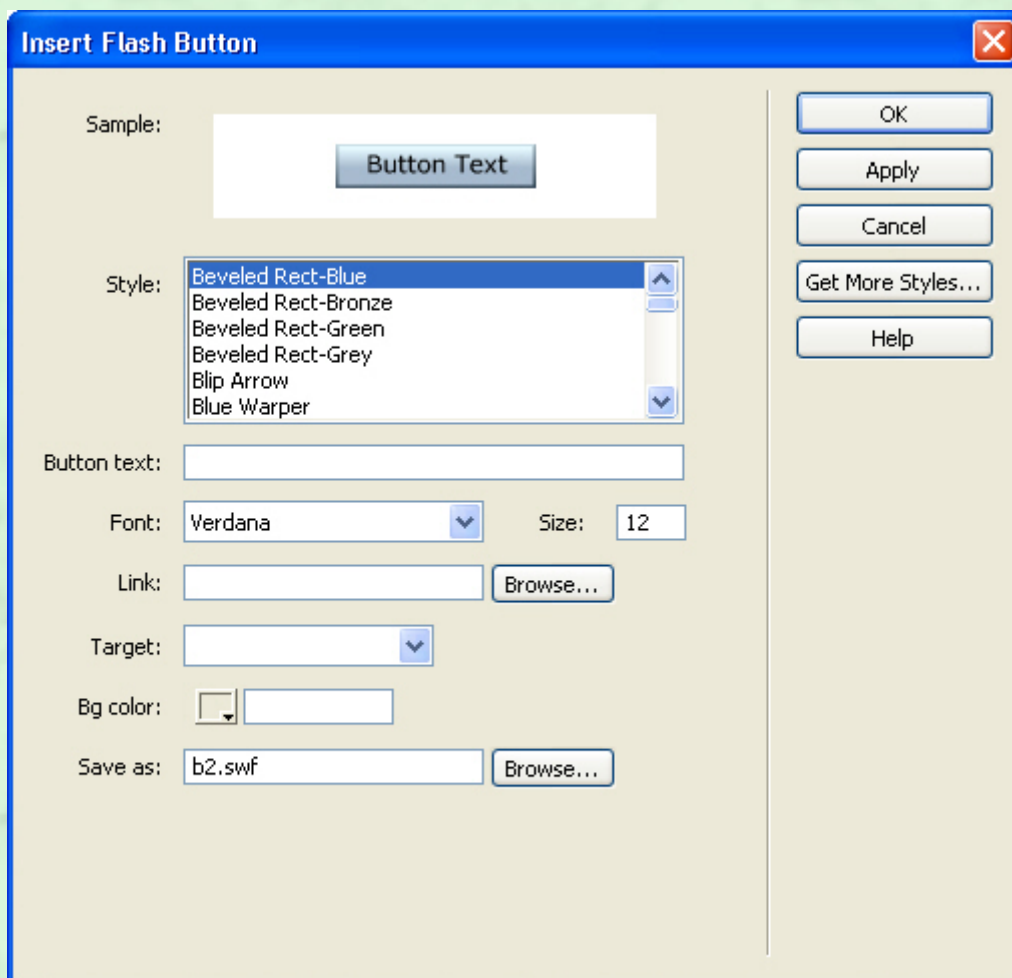 Insert Flash Button
Sample:
Button Text
Style:
Beveled Rect-Blue
Beveled Rect-Bronze
Beveled Rect-Green
Beveled Rect-Grey
Blip Arrow
Blue Warper
Button text:
Font: Verdana Size: 12
Link: Browse...
Target:
Bg color:
Save as: b2.swf Browse...
OK
Apply
Cancel
Get More Styles...
Help